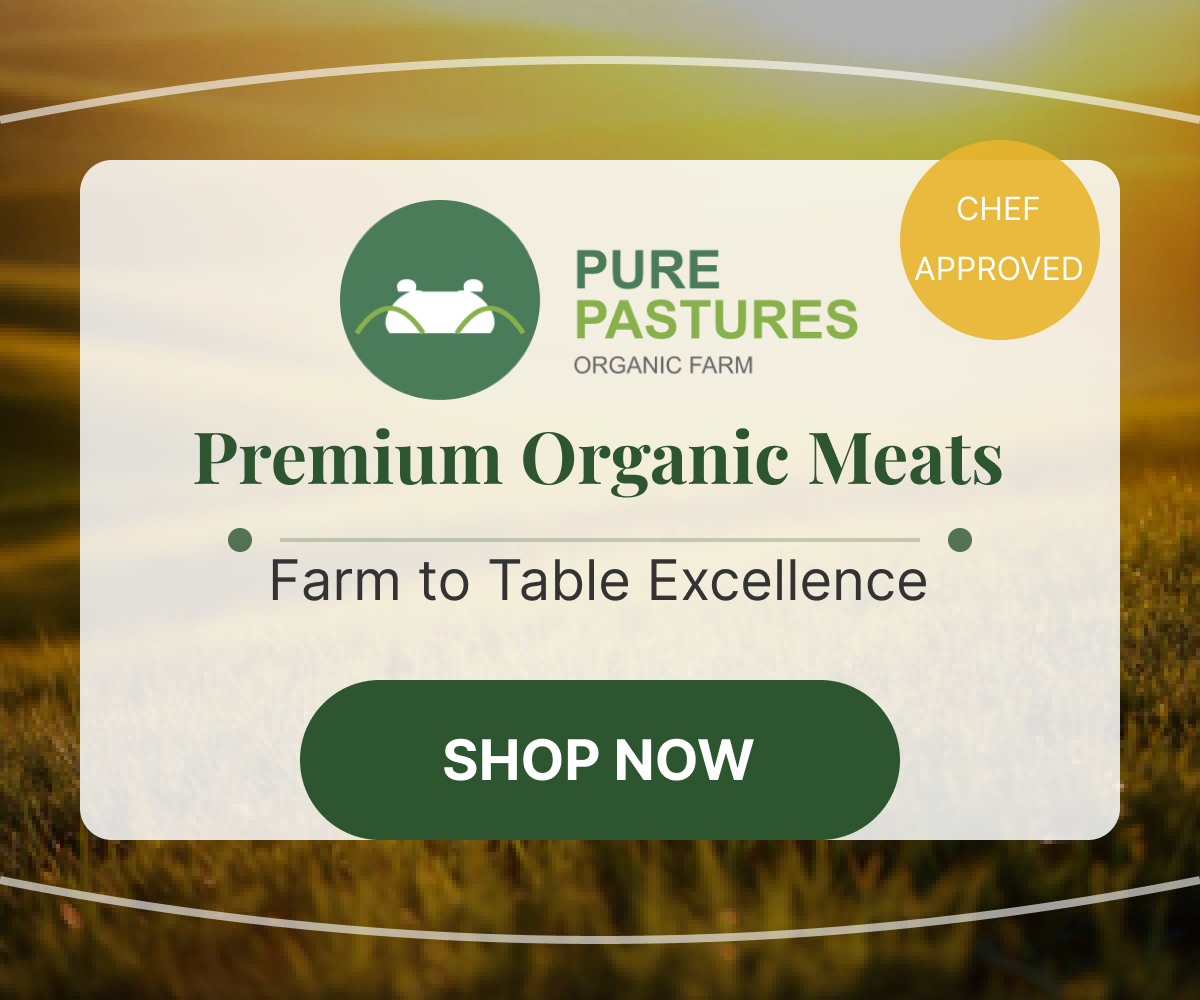 CHEF
APPROVED
PURE
PASTURES
ORGANIC FARM
Premium Organic Meats
Farm to Table Excellence
SHOP NOW